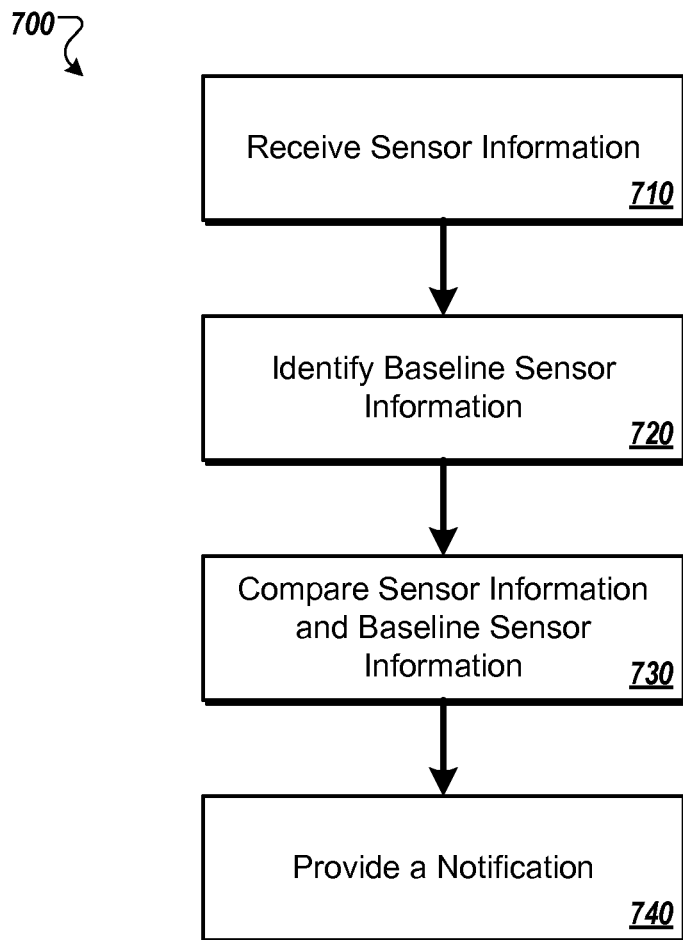 700
Receive Sensor Information
710
Identify Baseline Sensor
Information
720
Compare Sensor Information
and Baseline Sensor
Information
730
Provide a Notification
740